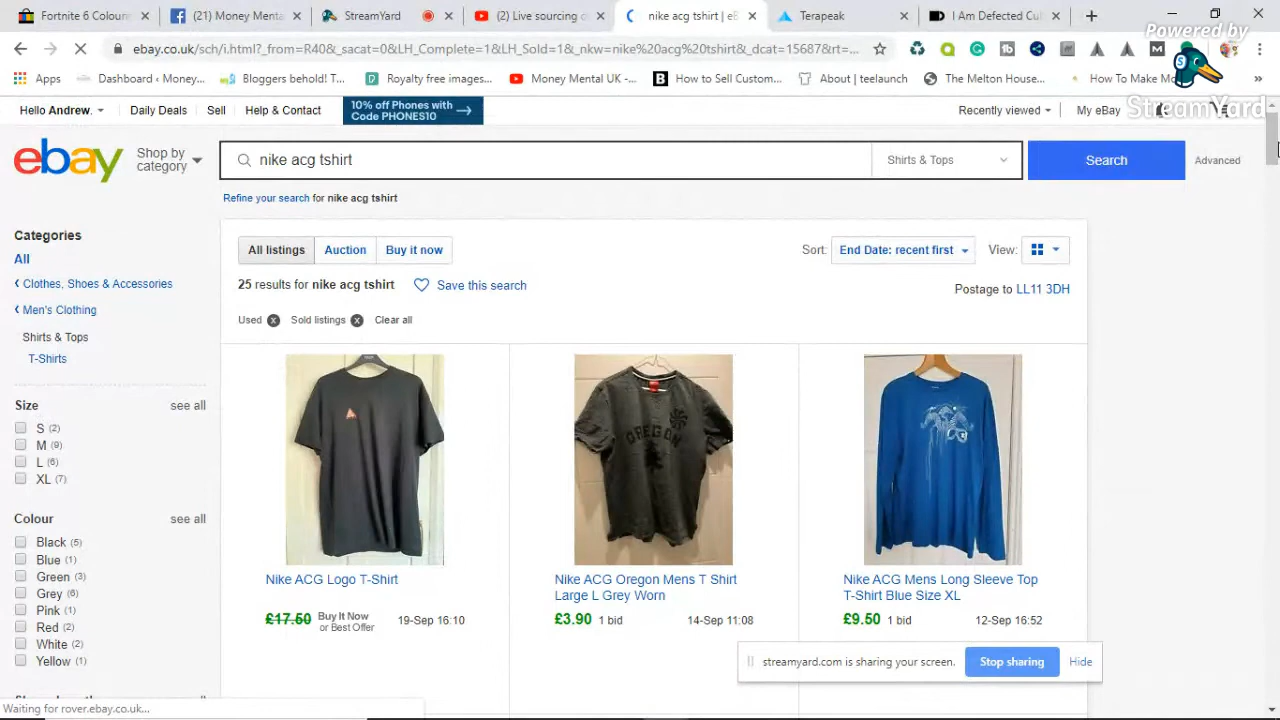 Fortnite 6 Colour
(21) Money Menta
StreamYard
(2) Live sourcing o
nike acg tshirt | eB
Terapeak
I Am Defected Cu
Powered by
ebay.co.uk/sch/i.html?_from=R40&_sacat=0&LH_Complete=1&LH_Sold=1&_nkw=nike%20acg%20tshirt&_dcat=15687&rt=...
Apps
Dashboard ‹ Money...
Bloggers behold! T...
Royalty free images...
Money Mental UK -...
How to Sell Custom...
About | teelaunch
The Melton House...
How To Make Mo
StreamYard
Hello Andrew.
Daily Deals
Sell
Help & Contact
10% off Phones with
Code PHONES10
Recently viewed
My eBay
ebay
Shop by
category
nike acg tshirt
Shirts & Tops
Search
Advanced
Refine your search for nike acg tshirt
Categories
All
Clothes, Shoes & Accessories
Men's Clothing
Shirts & Tops
T-Shirts
All listings
Auction
Buy it now
Sort:
End Date: recent first
View:
25 results for nike acg tshirt
Save this search
Postage to LL11 3DH
Used
Sold listings
Clear all
Size
see all
S (2)
M (9)
L (6)
XL (7)
Colour
see all
Black (5)
Blue (1)
Green (3)
Grey (6)
Pink (1)
Red (2)
White (2)
Yellow (1)
OREGON
Nike ACG Logo T-Shirt
£17.50
Buy It Now
or Best Offer
19-Sep 16:10
Nike ACG Oregon Mens T Shirt
Large L Grey Worn
£3.90
1 bid
14-Sep 11:08
Nike ACG Mens Long Sleeve Top
T-Shirt Blue Size XL
£9.50
1 bid
12-Sep 16:52
streamyard.com is sharing your screen.
Stop sharing
Hide
Waiting for rover.ebay.co.uk...